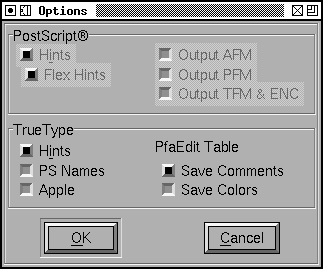 Options
PostScript®
Hints
Flex Hints
Output AFM
Output PFM
Output TFM & ENC
TrueType
Hints
PS Names
Apple
PfaEdit Table
Save Comments
Save Colors
OK
Cancel